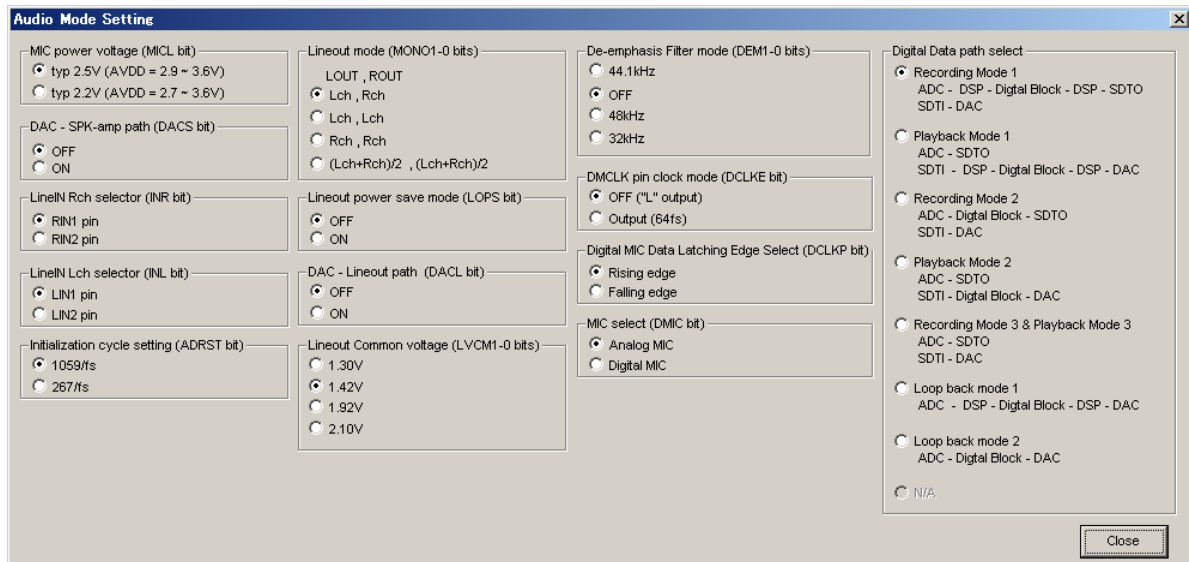 Audio Mode Setting
MIC power voltage (MICL bit)
typ 2.5V (AVDD = 2.9 ~ 3.6V)
typ 2.2V (AVDD = 2.7 ~ 3.6V)
DAC - SPK-amp path (DACS bit)
OFF
ON
LineIN Rch selector (INR bit)
RIN1 pin
RIN2 pin
LineIN Lch selector (INL bit)
LIN1 pin
LIN2 pin
Initialization cycle setting (ADRST bit)
1059/fs
267/fs
Lineout mode (MONO1-0 bits)
LOUT , ROUT
Lch , Rch
Lch , Lch
Rch , Rch
(Lch+Rch)/2 , (Lch+Rch)/2
Lineout power save mode (LOPS bit)
OFF
ON
DAC - Lineout path (DACL bit)
OFF
ON
Lineout Common voltage (LVCM1-0 bits)
1.30V
1.42V
1.92V
2.10V
De-emphasis Filter mode (DEM1-0 bits)
44.1kHz
OFF
48kHz
32kHz
DMCLK pin clock mode (DCLKE bit)
OFF ("L" output)
Output (64fs)
Digital MIC Data Latching Edge Select (DCLKP bit)
Rising edge
Falling edge
MIC select (DMIC bit)
Analog MIC
Digital MIC
Digital Data path select
Recording Mode 1
ADC - DSP - Digtal Block - DSP - SDTO
SDTI - DAC
Playback Mode 1
ADC - SDTO
SDTI - DSP - Digtal Block - DSP - DAC
Recording Mode 2
ADC - Digtal Block - SDTO
SDTI - DAC
Playback Mode 2
ADC - SDTO
SDTI - Digtal Block - DAC
Recording Mode 3 & Playback Mode 3
ADC - SDTO
SDTI - DAC
Loop back mode 1
ADC - DSP - Digtal Block - DSP - DAC
Loop back mode 2
ADC - Digtal Block - DAC
N/A
Close